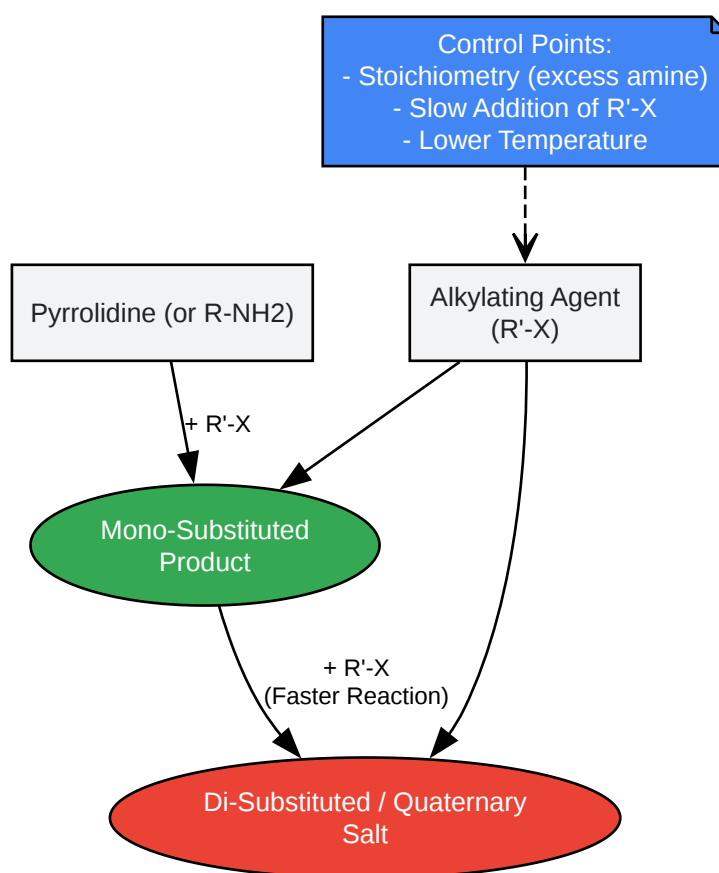 Control Points:
- Stoichiometry (excess amine)
- Slow Addition of R'-X
- Lower Temperature
Pyrrolidine (or R-NH2)
Alkylating Agent
(R'-X)
+ R'-X
Mono-Substituted
Product
+ R'-X
(Faster Reaction)
Di-Substituted / Quaternary
Salt